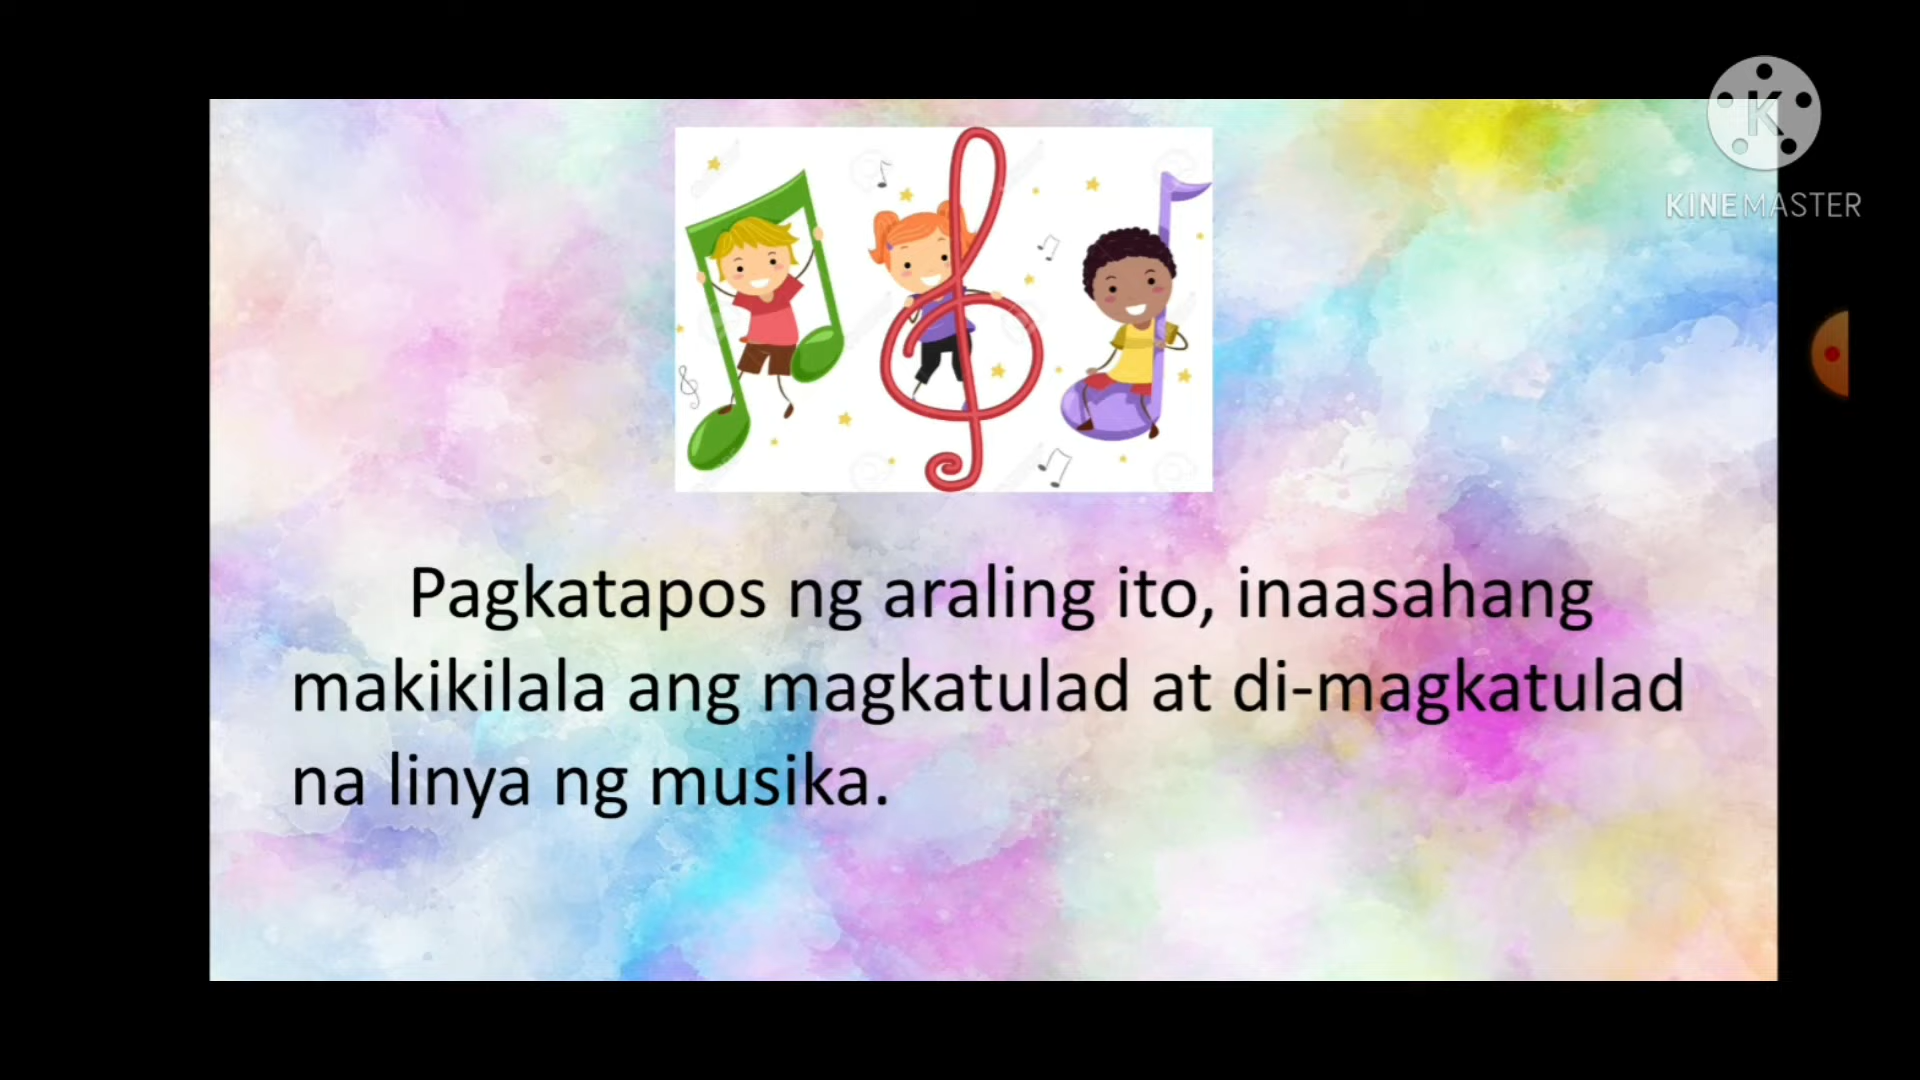 K
KINEMASTER
Pagkatapos ng araling ito, inaasahang
makikilala ang magkatulad at di-magkatulad
na linya ng musika.